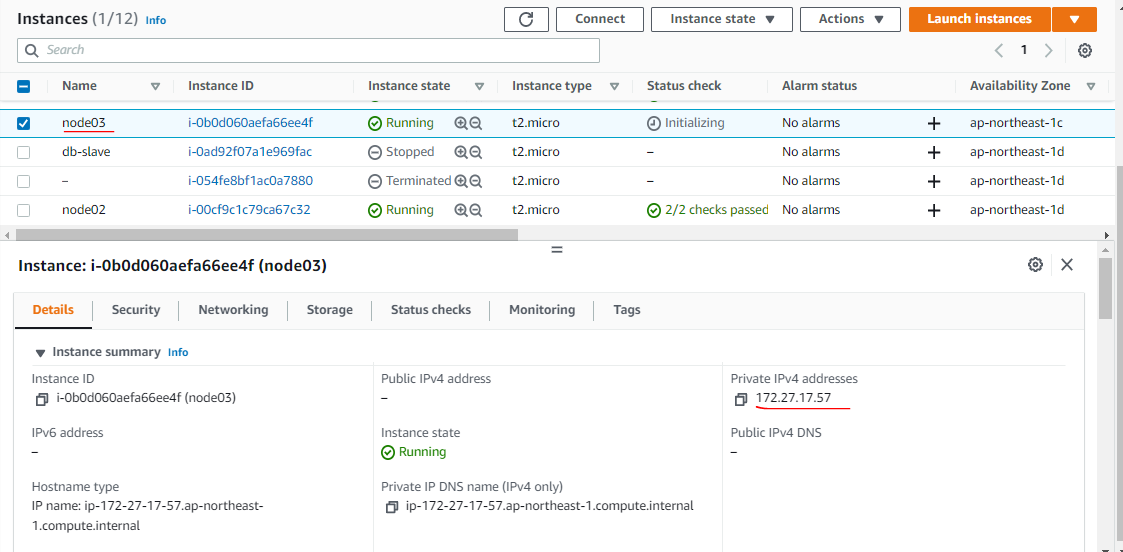 Instances (1/12) Info
Connect
Instance state
Actions
Launch instances
Search
1
Name Instance ID Instance state Instance type Status check Alarm status Availability Zone
node03 i-0b0d060aefa66ee4f Running t2.micro Initializing No alarms + ap-northeast-1c
db-slave i-0ad92f07a1e969fac Stopped t2.micro – No alarms + ap-northeast-1d
– i-054fe8bf1ac0a7880 Terminated t2.micro – No alarms + ap-northeast-1d
node02 i-00cf9c1c79ca67c32 Running t2.micro 2/2 checks passed No alarms + ap-northeast-1d
Instance: i-0b0d060aefa66ee4f (node03)
Details Security Networking Storage Status checks Monitoring Tags
Instance summary Info
Instance ID
i-0b0d060aefa66ee4f (node03)
Public IPv4 address
–
Private IPv4 addresses
172.27.17.57
IPv6 address
–
Instance state
Running
Public IPv4 DNS
–
Hostname type
IP name: ip-172-27-17-57.ap-northeast-
1.compute.internal
Private IP DNS name (IPv4 only)
ip-172-27-17-57.ap-northeast-1.compute.internal